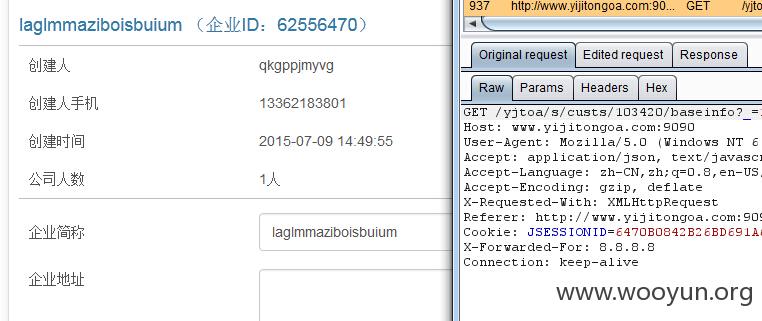 laglmmaziboisbuium （企业ID：62556470）
创建人 qkgppjmyvg
创建人手机 13362183801
创建时间 2015-07-09 14:49:55
公司人数 1人
企业简称 laglmmaziboisbuium
企业地址
937 http://www.yijitongoa.com:90... GET /yjto
Original request Edited request Response
Raw Params Headers Hex
GET /yjtoa/s/custs/103420/baseinfo?_=
Host: www.yijitongoa.com:9090
User-Agent: Mozilla/5.0 (Windows NT 6
Accept: application/json, text/javasc
Accept-Language: zh-CN,zh;q=0.8,en-US
Accept-Encoding: gzip, deflate
X-Requested-With: XMLHttpRequest
Referer: http://www.yijitongoa.com:909
Cookie: JSESSIONID=6470B0842B26BD691A
X-Forwarded-For: 8.8.8.8
Connection: keep-alive
www.wooyun.org